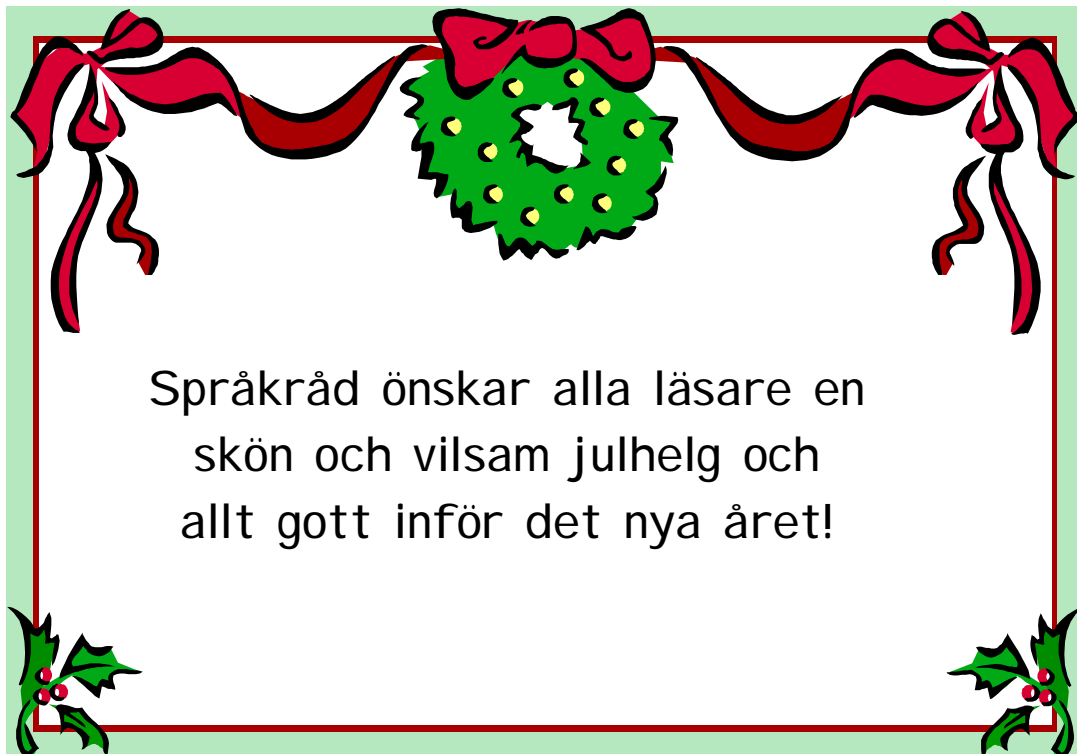 Språkråd önskar alla läsare en
skön och vilsam julhelg och
allt gott inför det nya året!